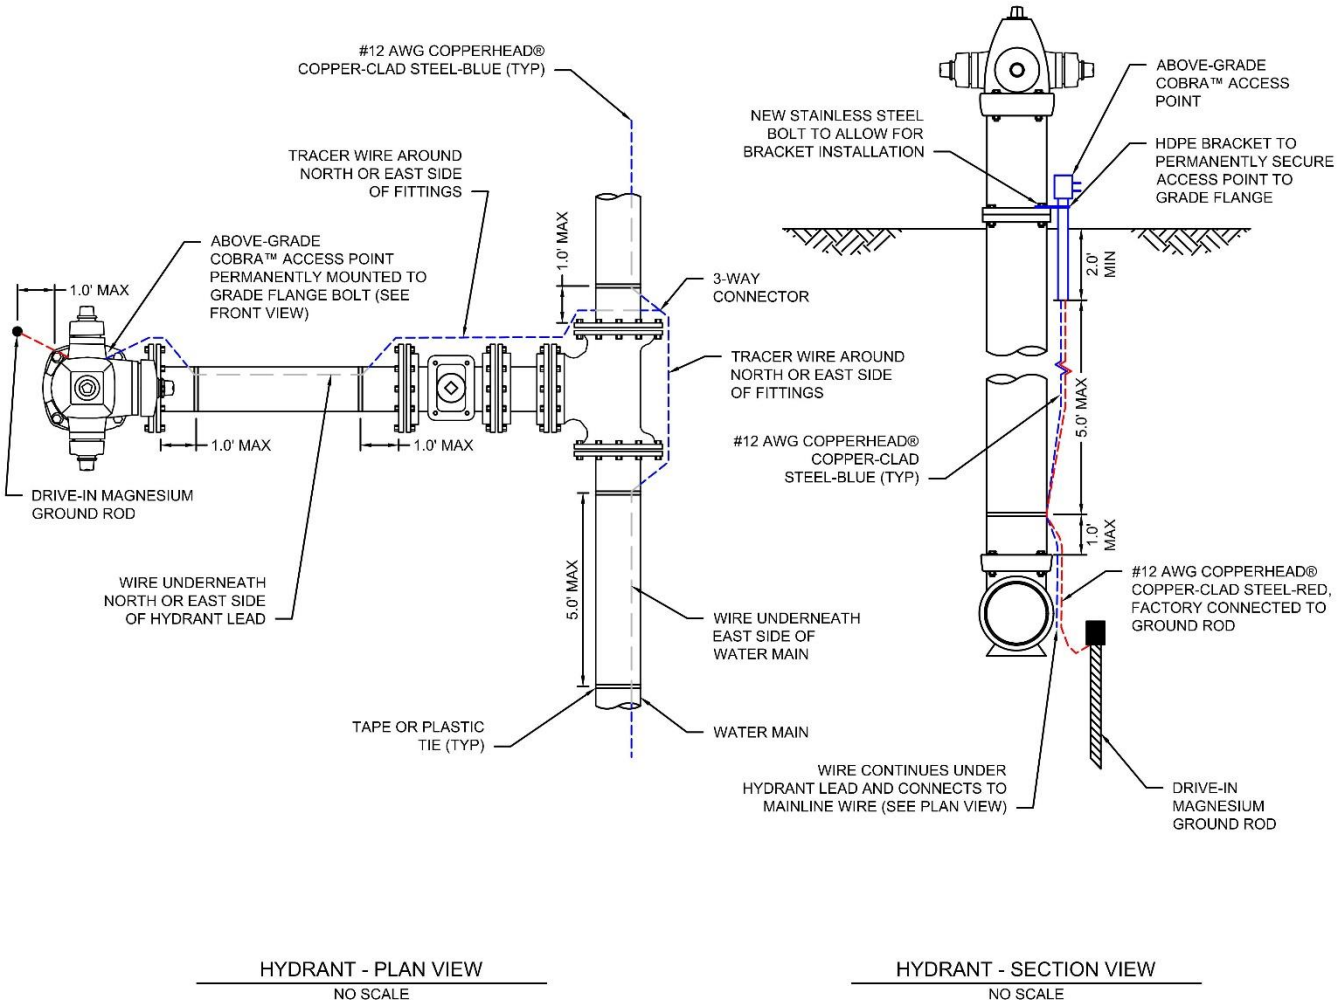 #12 AWG COPPERHEAD®
COPPER-CLAD STEEL-BLUE (TYP)
TRACER WIRE AROUND
NORTH OR EAST SIDE
OF FITTINGS
ABOVE-GRADE
COBRA™ ACCESS POINT
PERMANENTLY MOUNTED TO
GRADE FLANGE BOLT (SEE
FRONT VIEW)
1.0' MAX
1.0' MAX
3-WAY
CONNECTOR
TRACER WIRE AROUND
NORTH OR EAST SIDE
OF FITTINGS
1.0' MAX
1.0' MAX
DRIVE-IN MAGNESIUM
GROUND ROD
WIRE UNDERNEATH
NORTH OR EAST SIDE
OF HYDRANT LEAD
5.0' MAX
WIRE UNDERNEATH
EAST SIDE OF
WATER MAIN
TAPE OR PLASTIC
TIE (TYP)
WATER MAIN
HYDRANT - PLAN VIEW
NO SCALE
ABOVE-GRADE
COBRA™ ACCESS
POINT
NEW STAINLESS STEEL
BOLT TO ALLOW FOR
BRACKET INSTALLATION
HDPE BRACKET TO
PERMANENTLY SECURE
ACCESS POINT TO
GRADE FLANGE
2.0'
MIN
5.0' MAX
#12 AWG COPPERHEAD®
COPPER-CLAD
STEEL-BLUE (TYP)
1.0'
MAX
#12 AWG COPPERHEAD®
COPPER-CLAD STEEL-RED,
FACTORY CONNECTED TO
GROUND ROD
WIRE CONTINUES UNDER
HYDRANT LEAD AND CONNECTS TO
MAINLINE WIRE (SEE PLAN VIEW)
DRIVE-IN
MAGNESIUM
GROUND ROD
HYDRANT - SECTION VIEW
NO SCALE